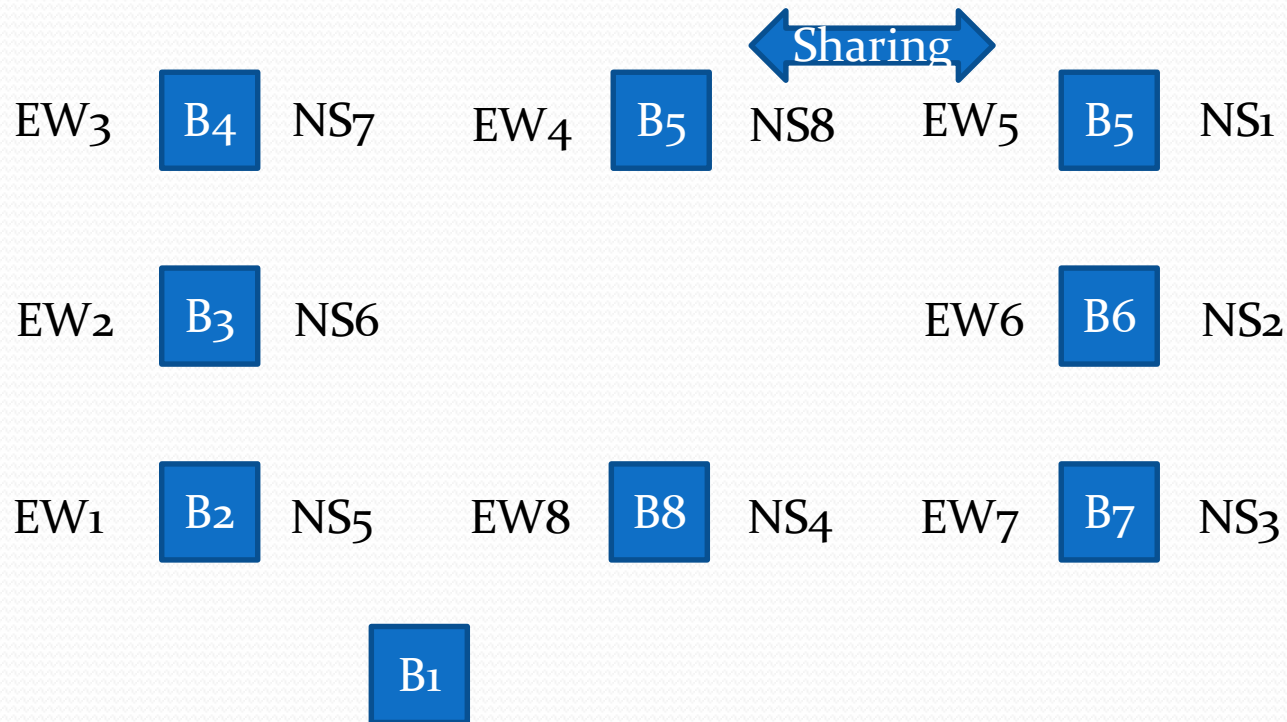 Sharing
EW3 B4 NS7 EW4 B5 NS8 EW5 B5 NS1
EW2 B3 NS6 EW6 B6 NS2
EW1 B2 NS5 EW8 B8 NS4 EW7 B7 NS3
B1